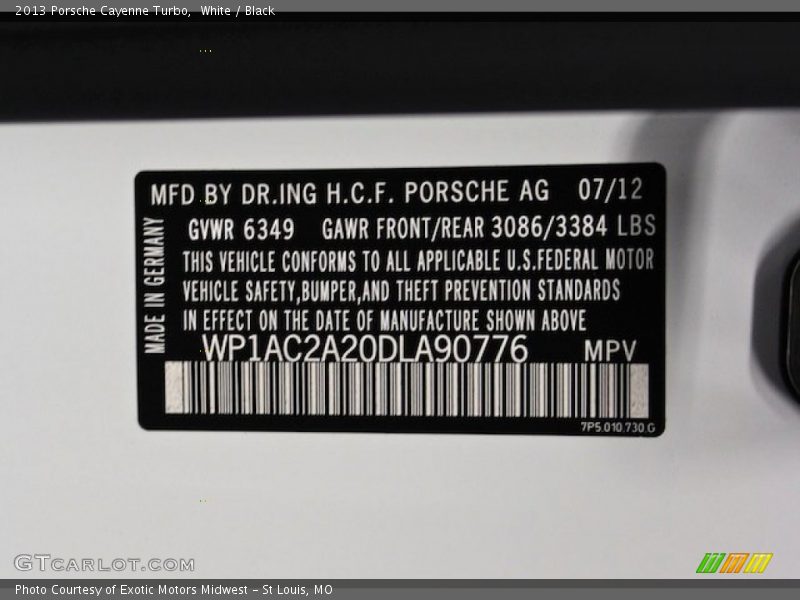 2013 Porsche Cayenne Turbo, White / Black
MFD BY DR.ING H.C.F. PORSCHE AG 07/12
GVWR 6349 GAWR FRONT/REAR 3086/3384 LBS
THIS VEHICLE CONFORMS TO ALL APPLICABLE U.S.FEDERAL MOTOR
VEHICLE SAFETY,BUMPER,AND THEFT PREVENTION STANDARDS
IN EFFECT ON THE DATE OF MANUFACTURE SHOWN ABOVE
MADE IN GERMANY
WP1AC2A20DLA90776 MPV
7P5.010.730.G
GTCARLOT.COM
Photo Courtesy of Exotic Motors Midwest - St Louis, MO